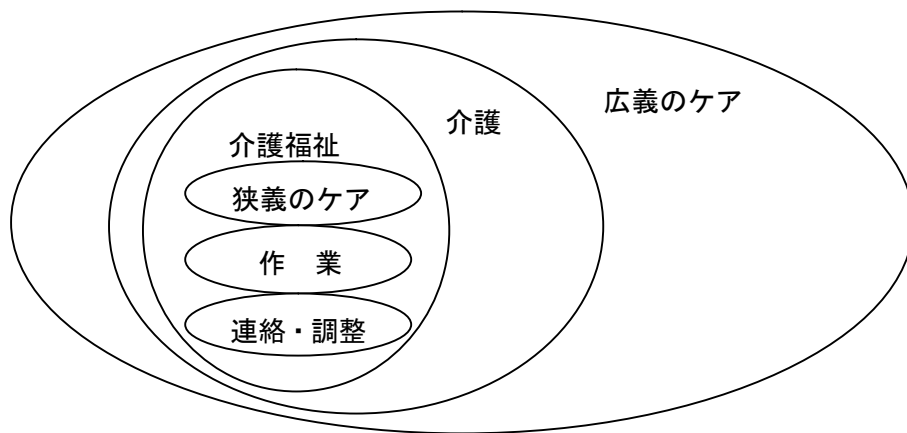 広義のケア
介護
介護福祉
狭義のケア
作　業
連絡・調整